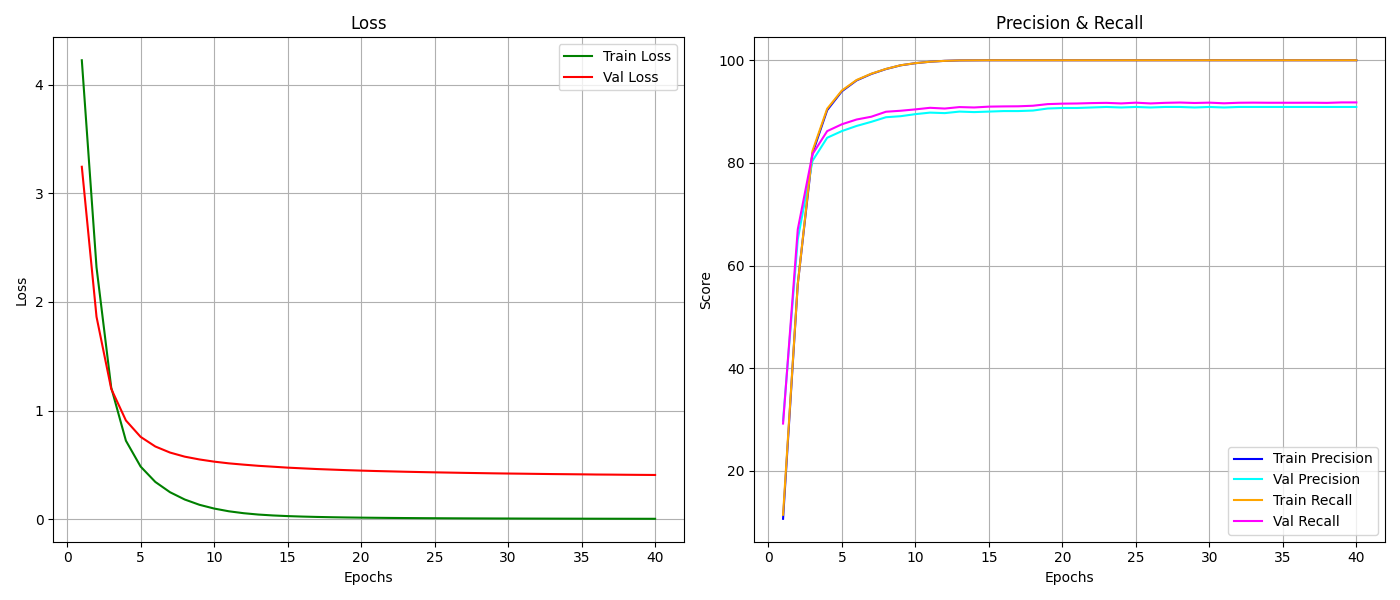 Loss
Train Loss
Val Loss
4
3
2
1
0
Loss
0 5 10 15 20 25 30 35 40
Epochs
Precision & Recall
100
80
60
40
20
Score
Train Precision
Val Precision
Train Recall
Val Recall
0 5 10 15 20 25 30 35 40
Epochs